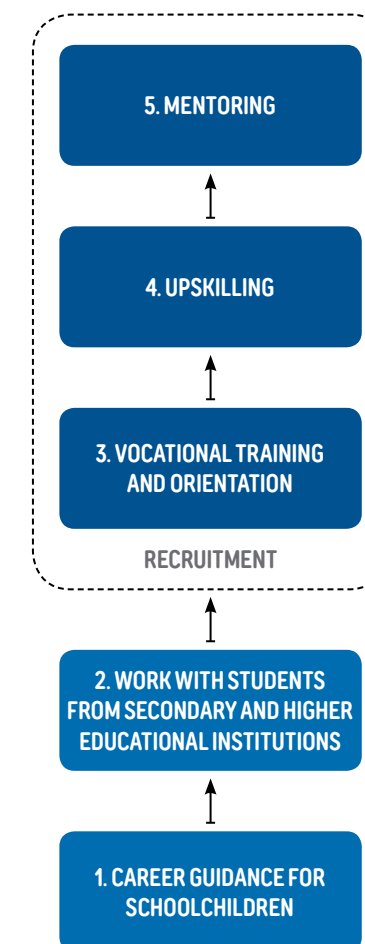 5. MENTORING
4. UPSKILLING
3. VOCATIONAL TRAINING
AND ORIENTATION
RECRUITMENT
2. WORK WITH STUDENTS
FROM SECONDARY AND HIGHER
EDUCATIONAL INSTITUTIONS
1. CAREER GUIDANCE FOR
SCHOOLCHILDREN